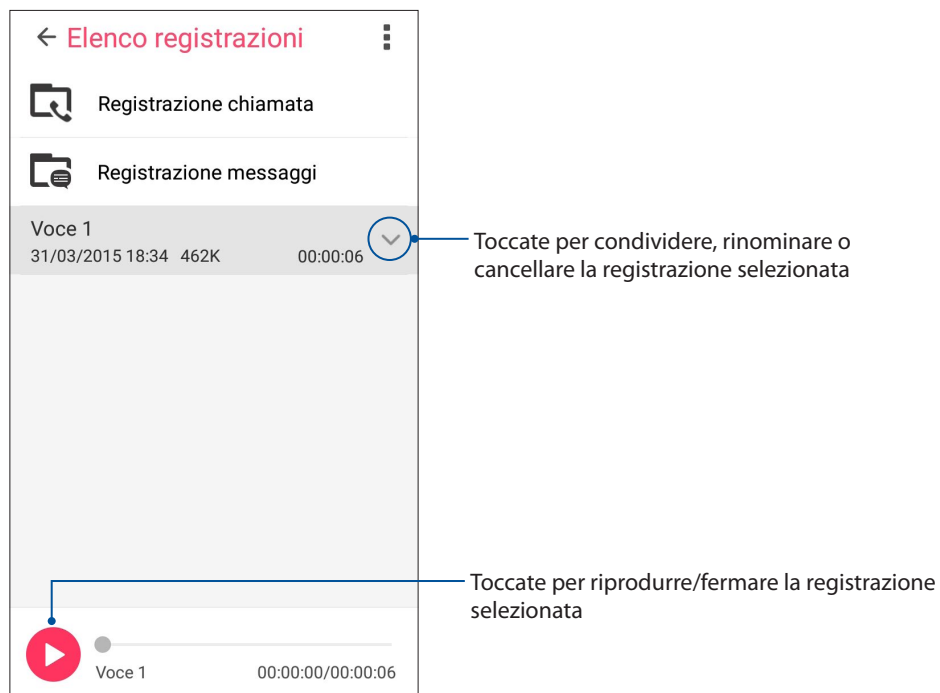 Elenco registrazioni
Registrazione chiamata
Registrazione messaggi
Voce 1
31/03/2015 18:34 462K 00:00:06
Toccate per condividere, rinominare o
cancellare la registrazione selezionata
Toccate per riprodurre/fermare la registrazione
selezionata
Voce 1 00:00:00/00:00:06